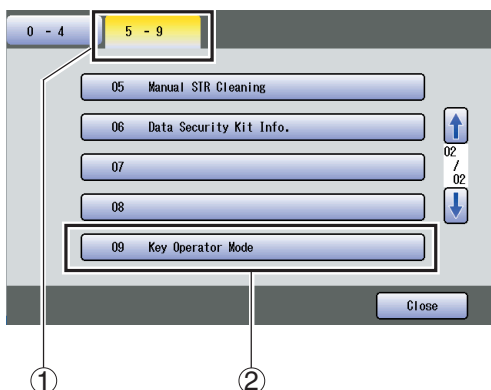 0 - 4 5 - 9
05 Manual STR Cleaning
06 Data Security Kit Info.
02
/
02
07
08
09 Key Operator Mode
Close
① ②